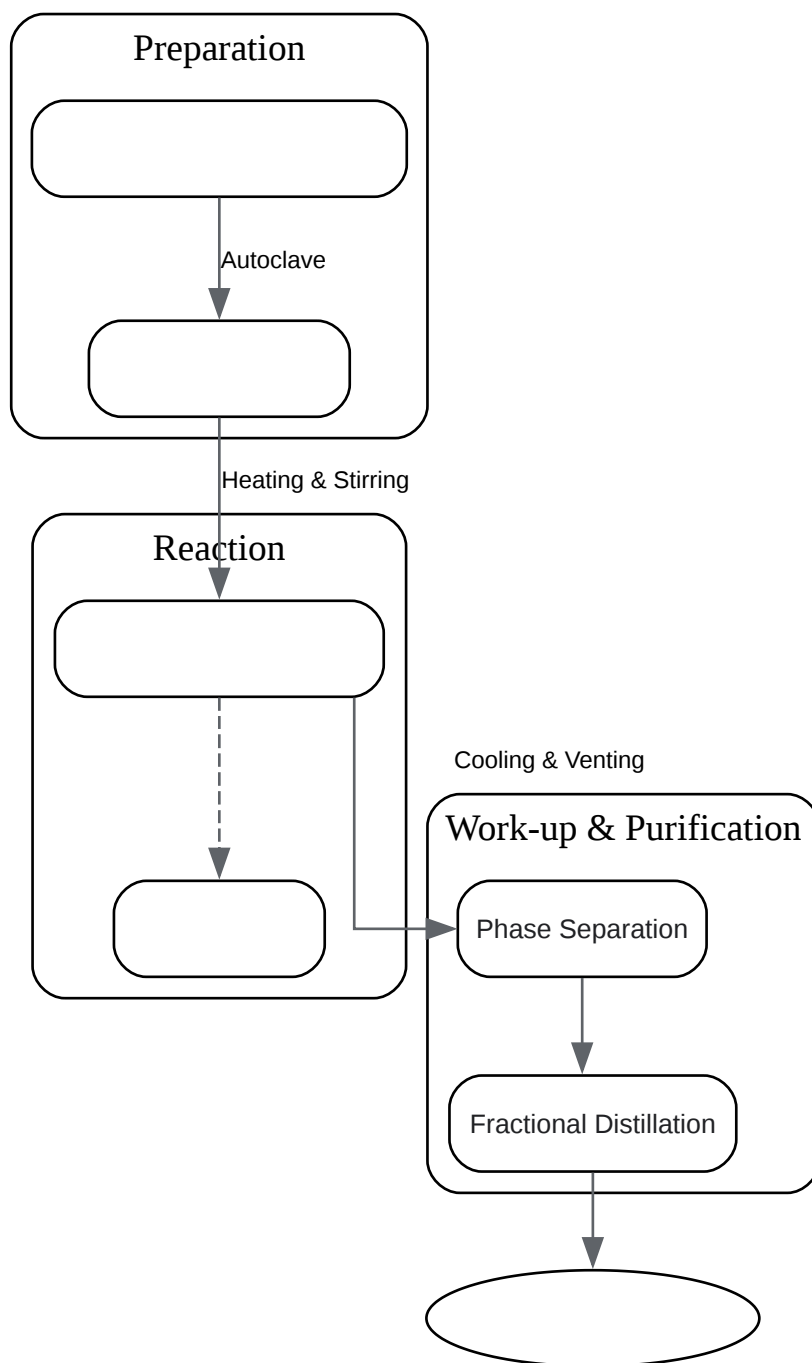 Preparation
Autoclave
Heating & Stirring
Reaction
Cooling & Venting
Work-up & Purification
Phase Separation
Fractional Distillation